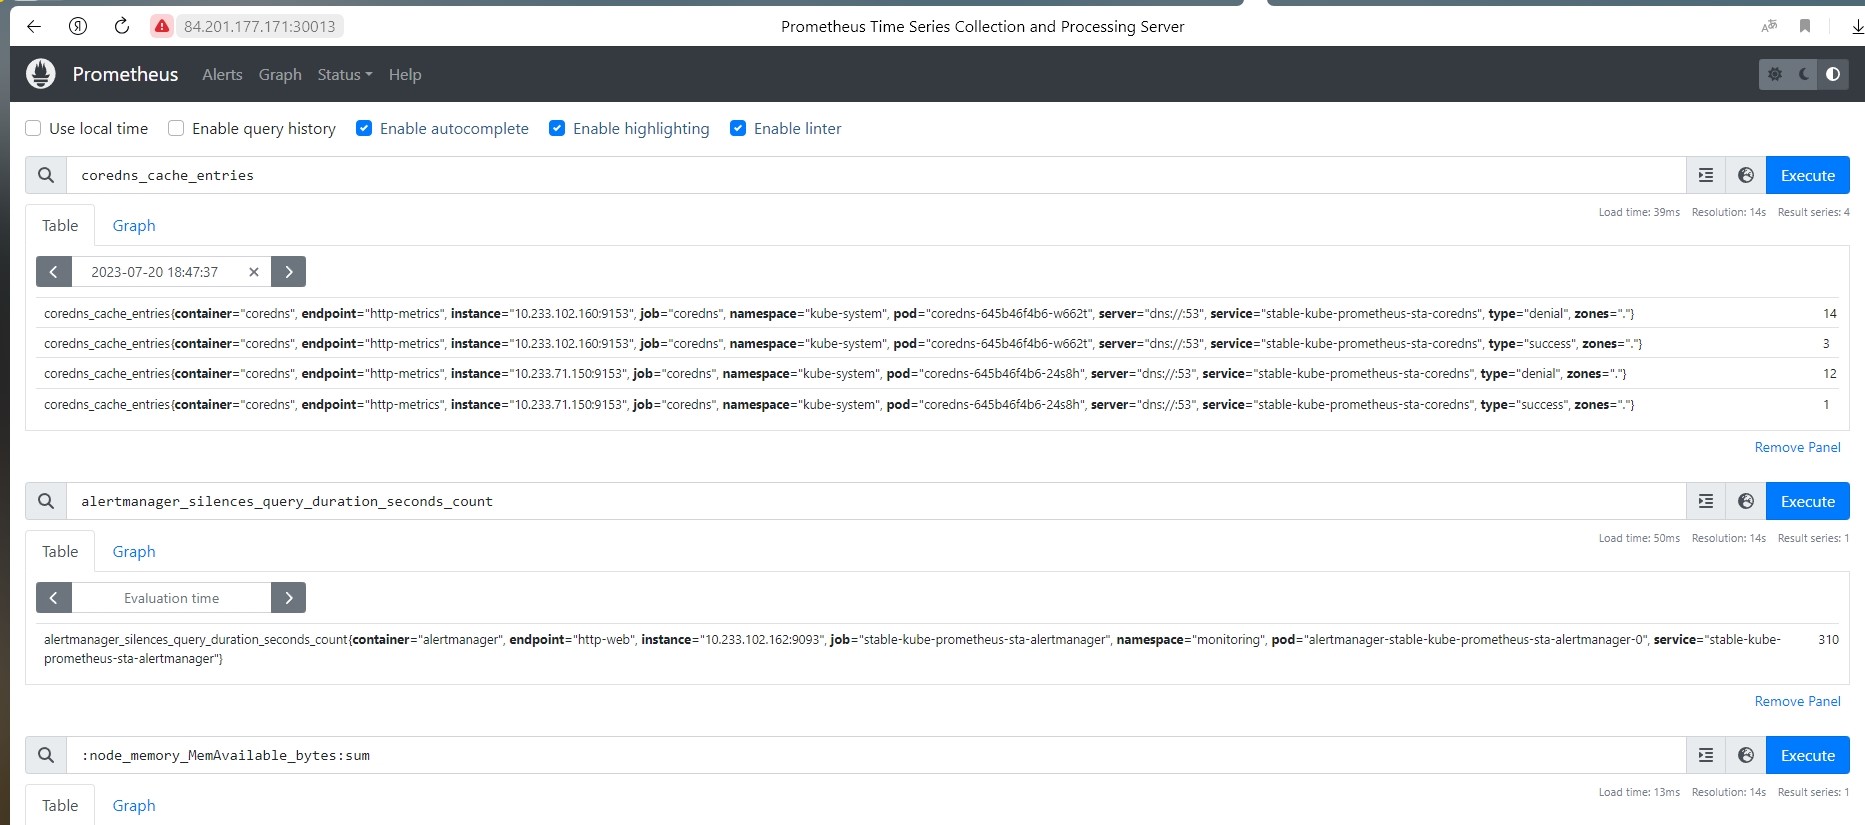 84.201.177.171:30013 Prometheus Time Series Collection and Processing Server
Prometheus Alerts Graph Status Help
Use local time Enable query history Enable autocomplete Enable highlighting Enable linter
coredns_cache_entries Execute
Load time: 39ms Resolution: 14s Result series: 4
Table Graph
2023-07-20 18:47:37
coredns_cache_entries{container="coredns", endpoint="http-metrics", instance="10.233.102.160:9153", job="coredns", namespace="kube-system", pod="coredns-645b46f4b6-w662t", server="dns://:53", service="stable-kube-prometheus-sta-coredns", type="denial", zones="."} 14
coredns_cache_entries{container="coredns", endpoint="http-metrics", instance="10.233.102.160:9153", job="coredns", namespace="kube-system", pod="coredns-645b46f4b6-w662t", server="dns://:53", service="stable-kube-prometheus-sta-coredns", type="success", zones="."} 3
coredns_cache_entries{container="coredns", endpoint="http-metrics", instance="10.233.71.150:9153", job="coredns", namespace="kube-system", pod="coredns-645b46f4b6-24s8h", server="dns://:53", service="stable-kube-prometheus-sta-coredns", type="denial", zones="."} 12
coredns_cache_entries{container="coredns", endpoint="http-metrics", instance="10.233.71.150:9153", job="coredns", namespace="kube-system", pod="coredns-645b46f4b6-24s8h", server="dns://:53", service="stable-kube-prometheus-sta-coredns", type="success", zones="."} 1
Remove Panel
alertmanager_silences_query_duration_seconds_count Execute
Load time: 50ms Resolution: 14s Result series: 1
Table Graph
Evaluation time
alertmanager_silences_query_duration_seconds_count{container="alertmanager", endpoint="http-web", instance="10.233.102.162:9093", job="stable-kube-prometheus-sta-alertmanager", namespace="monitoring", pod="alertmanager-stable-kube-prometheus-sta-alertmanager-0", service="stable-kube- 310
prometheus-sta-alertmanager"}
Remove Panel
:node_memory_MemAvailable_bytes:sum Execute
Load time: 13ms Resolution: 14s Result series: 1
Table Graph